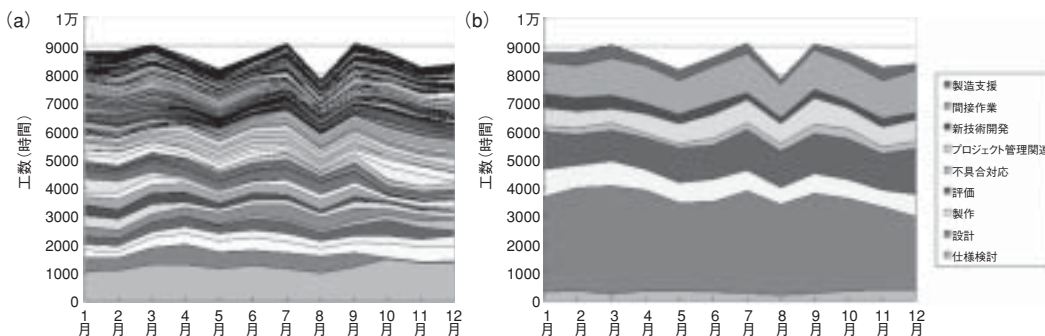 (a)
工数(時間)
1万
9000
8000
7000
6000
5000
4000
3000
2000
1000
0
1月 2月 3月 4月 5月 6月 7月 8月 9月 10月 11月 12月
(b)
工数(時間)
1万
9000
8000
7000
6000
5000
4000
3000
2000
1000
0
1月 2月 3月 4月 5月 6月 7月 8月 9月 10月 11月 12月
製造支援
間接作業
新技術開発
プロジェクト管理関連
不具合対応
評価
製作
設計
仕様検討